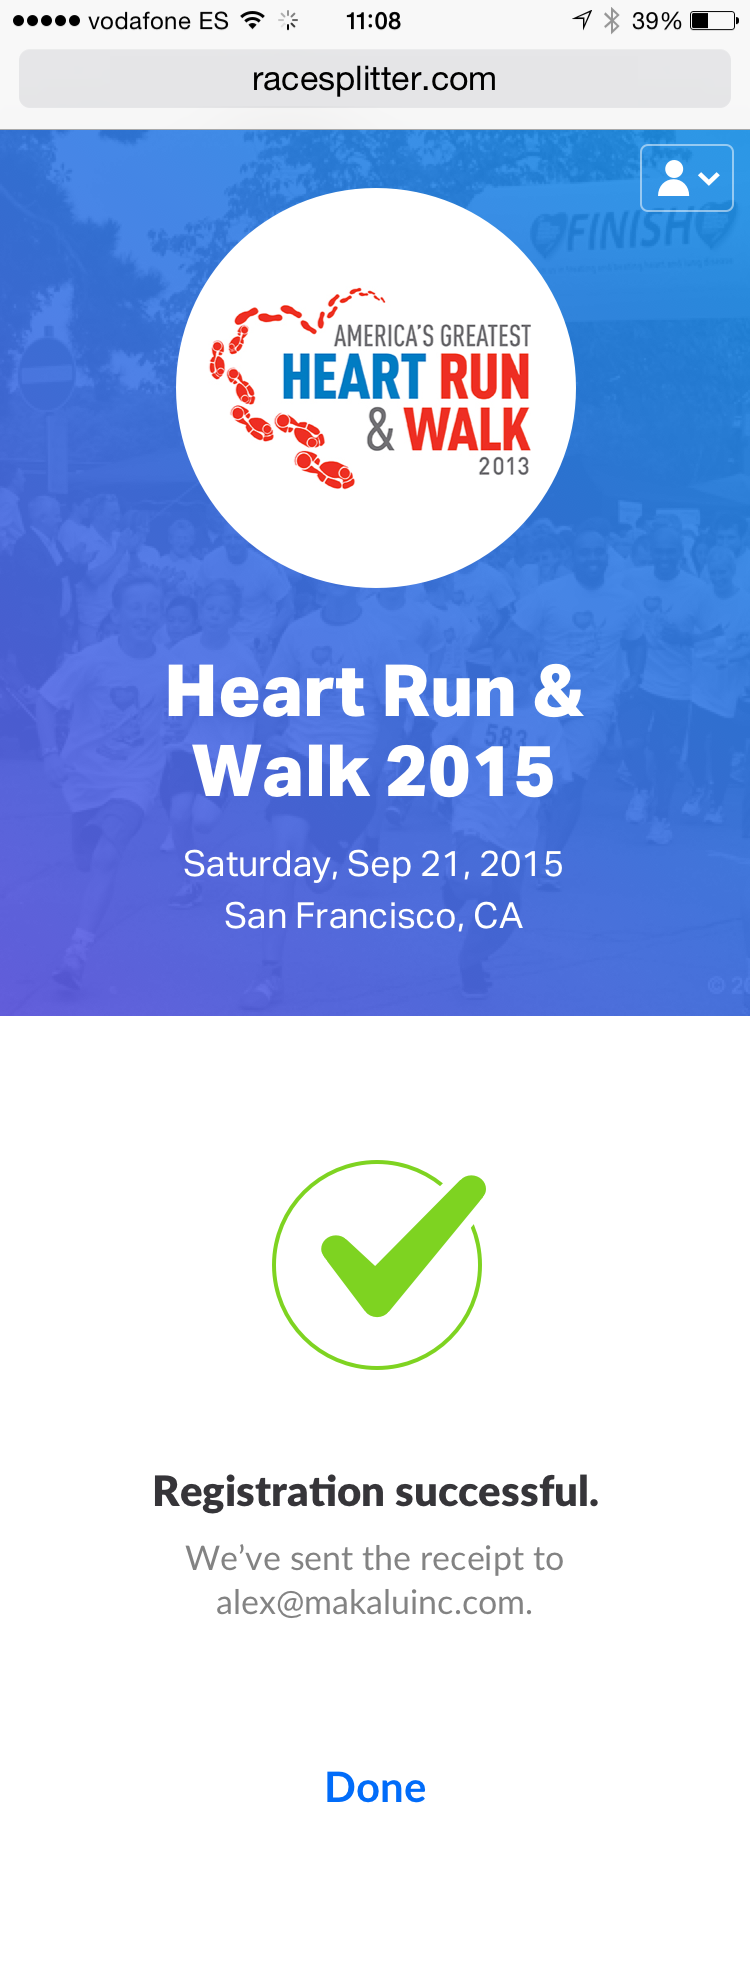 vodafone ES 11:08 39%
racesplitter.com
FINISH
AMERICA'S GREATEST
HEART RUN
& WALK
2013
Heart Run &
Walk 2015
583
Saturday, Sep 21, 2015
San Francisco, CA
Registration successful.
We've sent the receipt to
alex@makaluinc.com.
Done